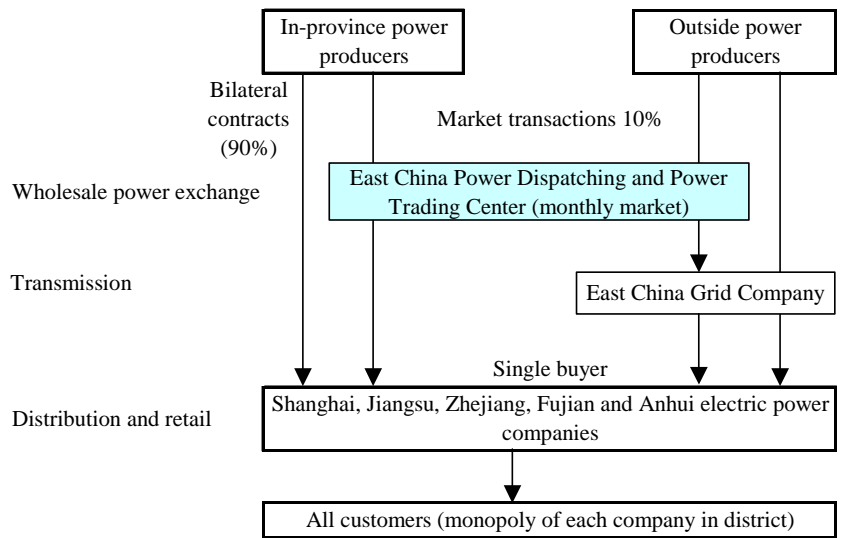 In-province power
producers
Outside power
producers
Bilateral
contracts
(90%)
Market transactions 10%
Wholesale power exchange
East China Power Dispatching and Power
Trading Center (monthly market)
Transmission
East China Grid Company
Single buyer
Distribution and retail
Shanghai, Jiangsu, Zhejiang, Fujian and Anhui electric power
companies
All customers (monopoly of each company in district)